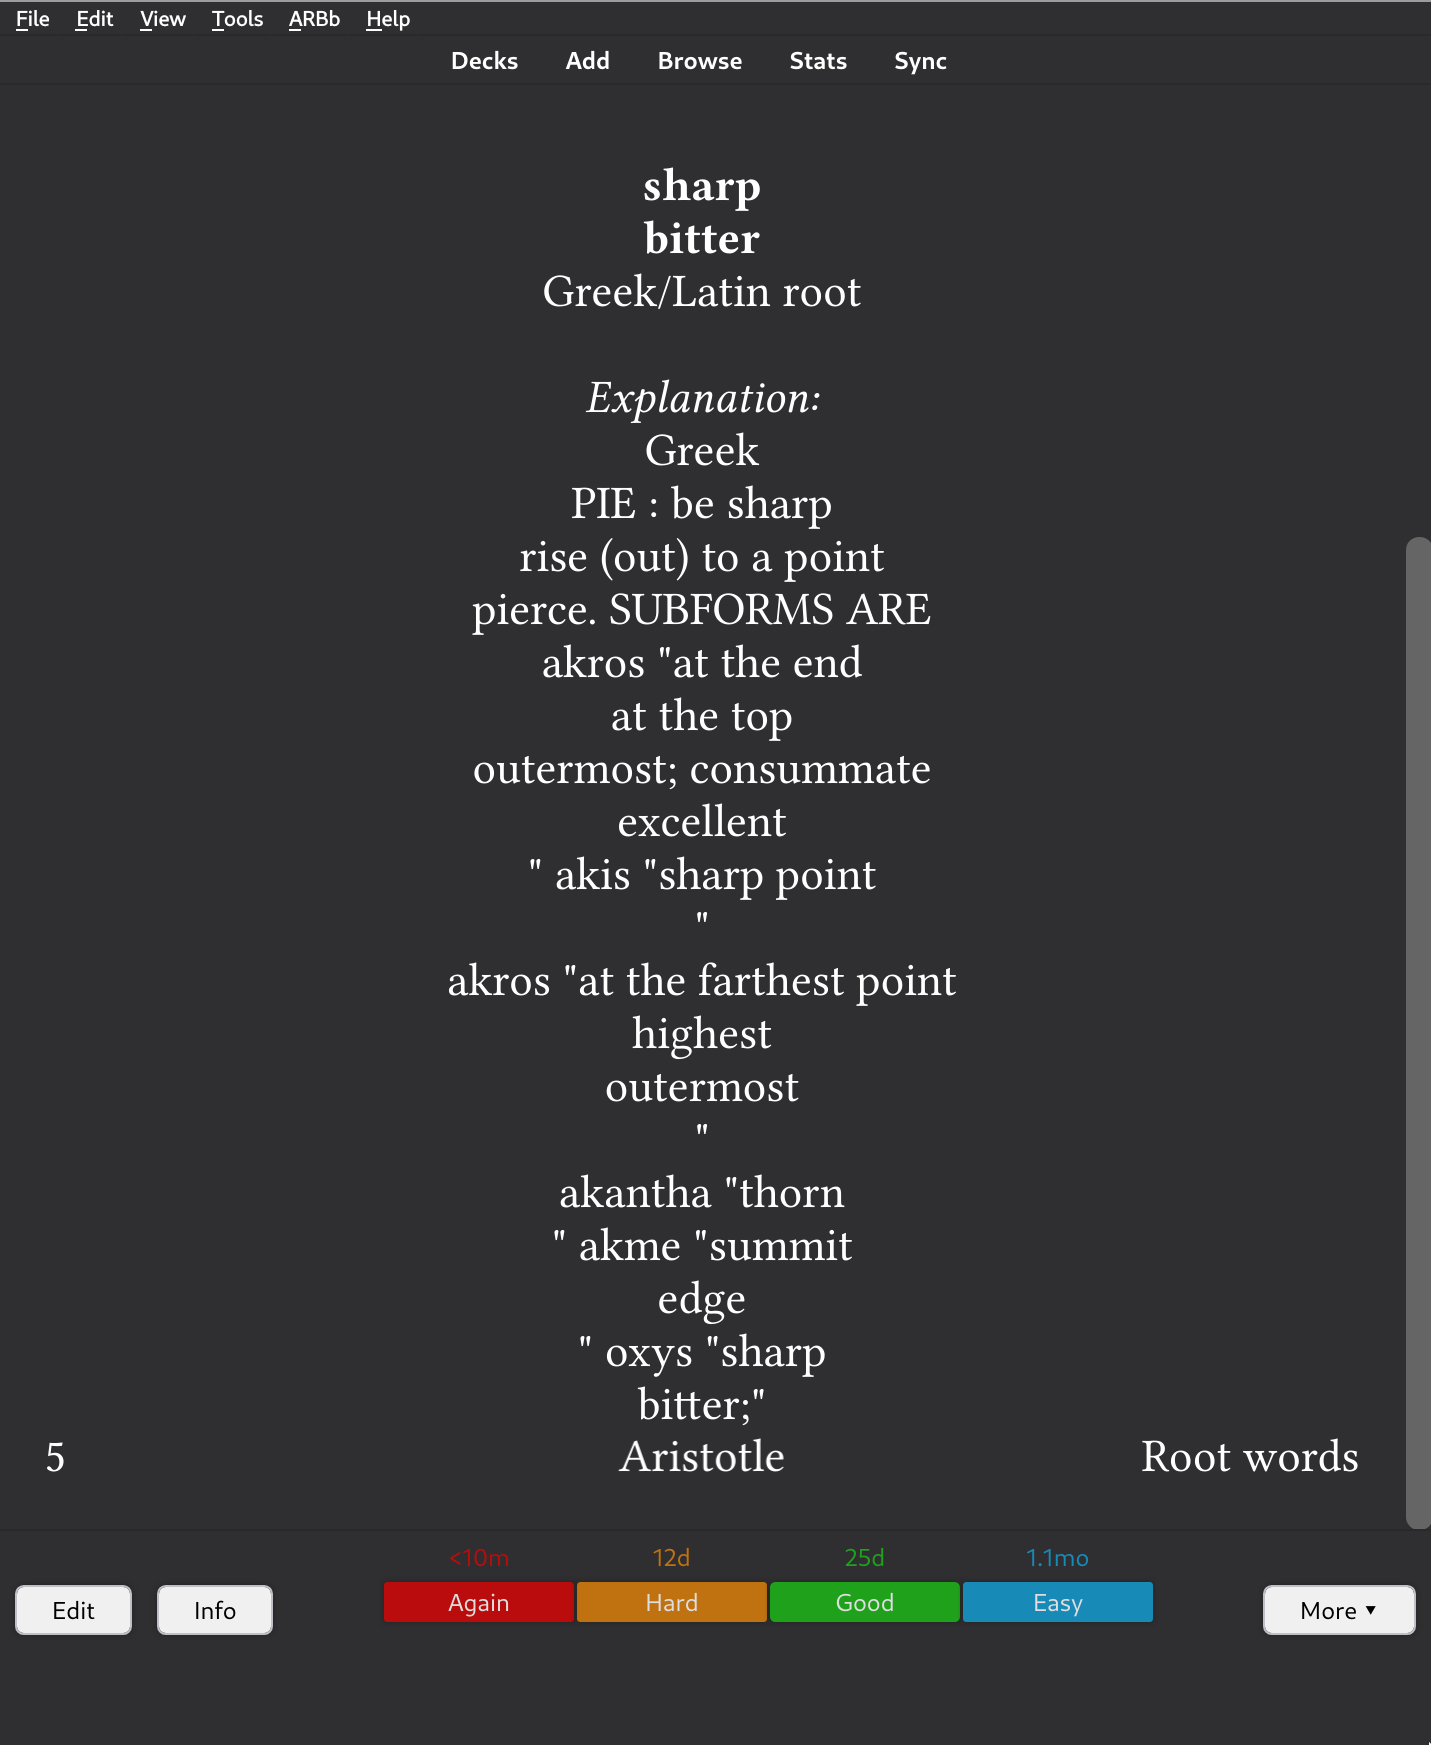 File Edit View Tools ARBb Help
Decks Add Browse Stats Sync
sharp
bitter
Greek/Latin root
Explanation:
Greek
PIE : be sharp
rise (out) to a point
pierce. SUBFORMS ARE
akros "at the end
at the top
outermost; consummate
excellent
" akis "sharp point
"
akros "at the farthest point
highest
outermost
"
akantha "thorn
" akme "summit
edge
" oxys "sharp
bitter;"
5 Aristotle Root words
<10m 12d 25d 1.1mo
Edit Info Again Hard Good Easy More ▼